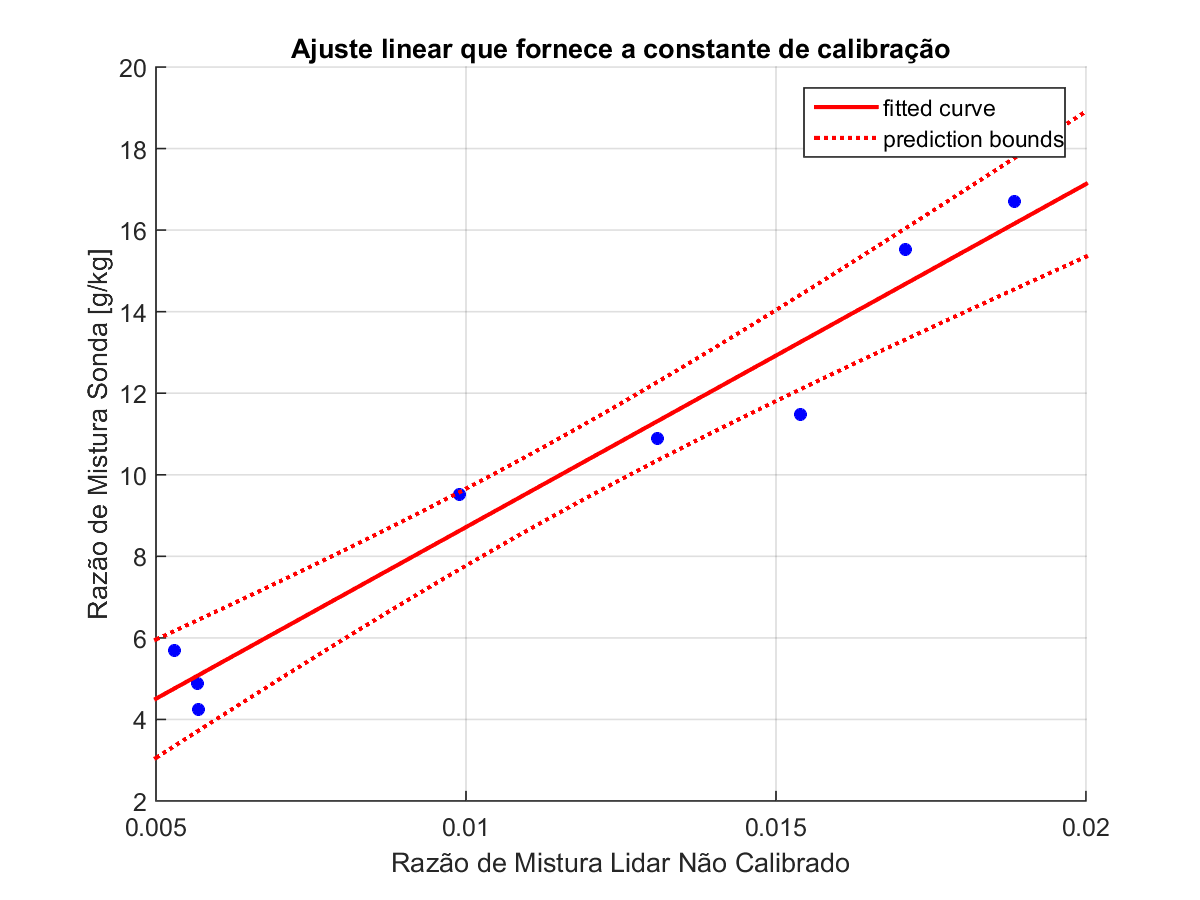 Ajuste linear que fornece a constante de calibração
fitted curve
prediction bounds
Razão de Mistura Sonda [g/kg]
20
18
16
14
12
10
8
6
4
2
0.005
0.01
0.015
0.02
Razão de Mistura Lidar Não Calibrado